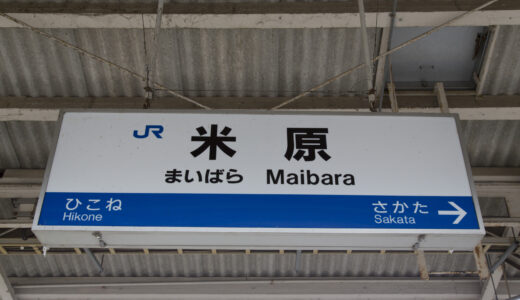 JR
米原
まいばら Maibara
ひこね さかた →
Hikone Sakata